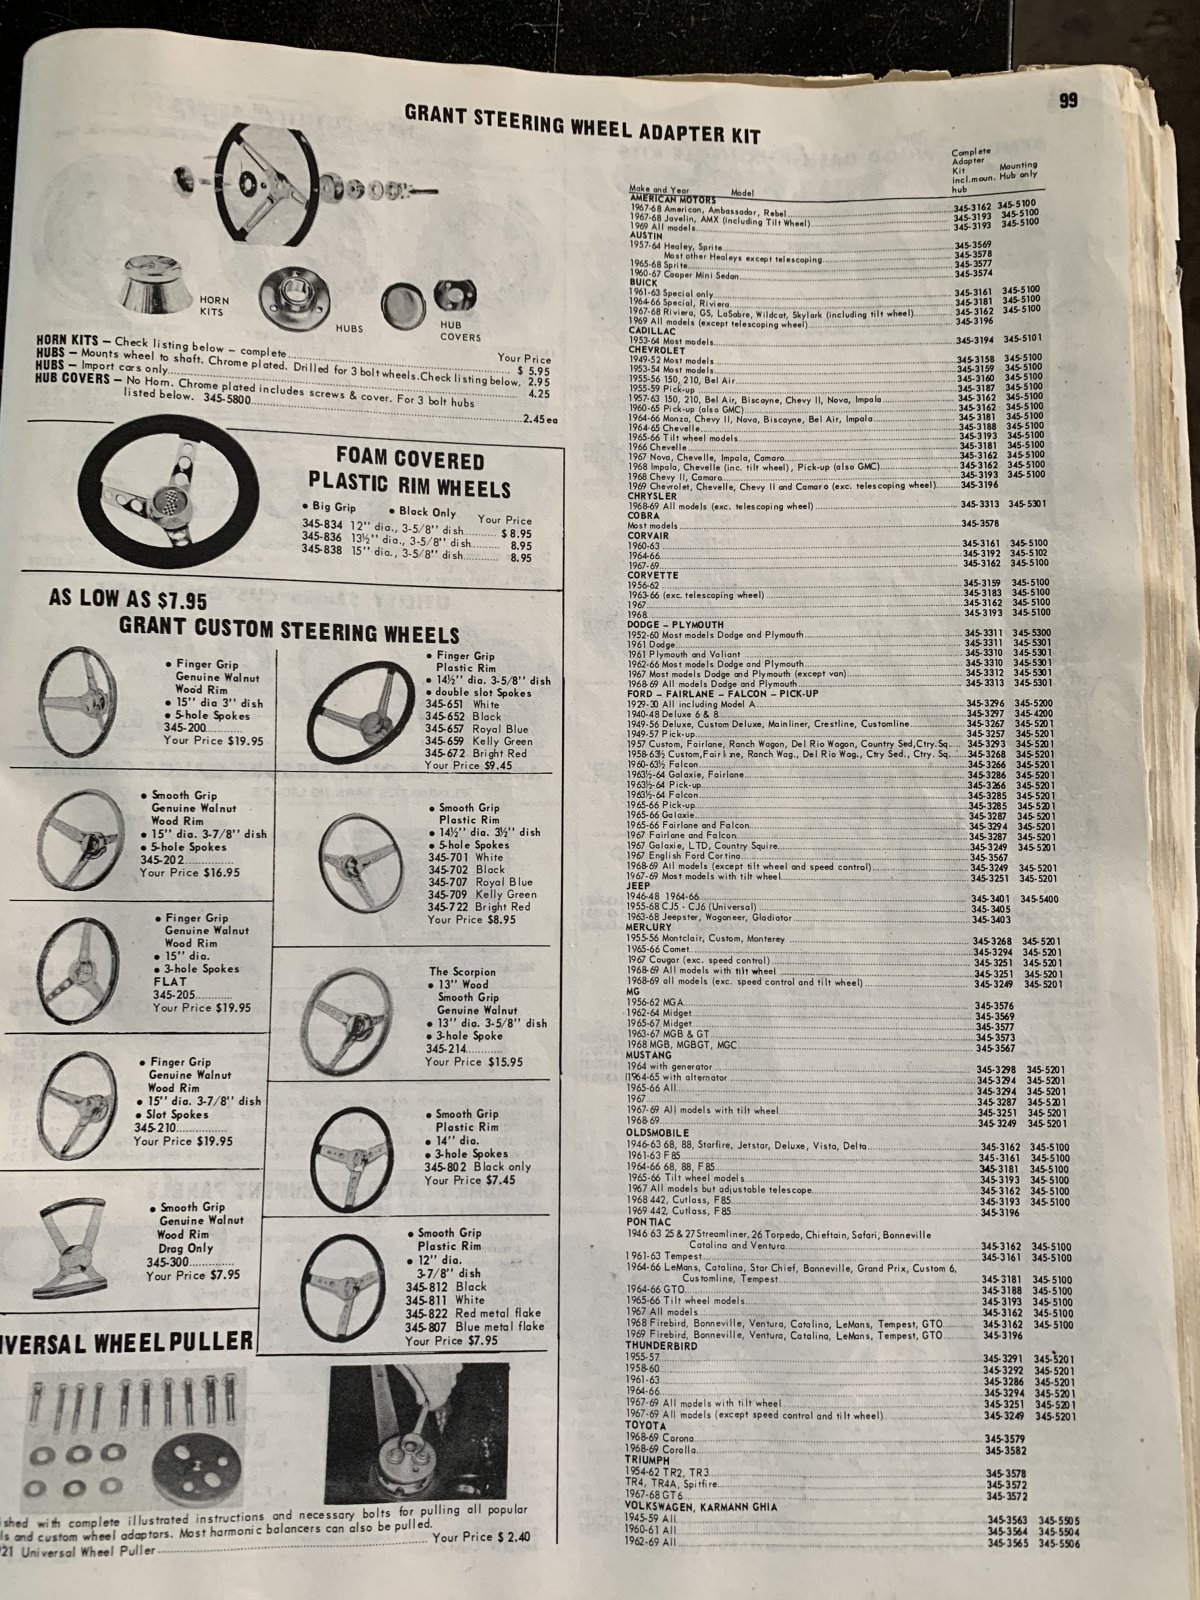 99
GRANT STEERING WHEEL ADAPTER KIT
HORN
KITS
HUBS
HUB
COVERS
Your Price
HORN KITS – Check listing below – complete $ 5.95
HUBS – Mounts wheel to shaft. Chrome plated. Drilled for 3 bolt wheels. Check listing below. 2.95
HUBS – Import cars only 4.25
HUB COVERS – No Horn. Chrome plated includes screws & cover. For 3 bolt hubs
listed below. 345-5800 2.45 ea
FOAM COVERED
PLASTIC RIM WHEELS
• Big Grip • Black Only Your Price
345-834 12" dia., 3-5/8" dish $ 8.95
345-836 13½" dia., 3-5/8" dish 8.95
345-838 15" dia., 3-5/8" dish 8.95
AS LOW AS $7.95
GRANT CUSTOM STEERING WHEELS
• Finger Grip
Genuine Walnut
Wood Rim
• 15" dia 3" dish
• 5-hole Spokes
345-200
Your Price $19.95
• Smooth Grip
Genuine Walnut
Wood Rim
• 15" dia. 3-7/8" dish
• 5-hole Spokes
345-202
Your Price $16.95
• Finger Grip
Genuine Walnut
Wood Rim
• 15" dia.
• 3-hole Spokes
FLAT
345-205
Your Price $19.95
• Finger Grip
Genuine Walnut
Wood Rim
• 15" dia. 3-7/8" dish
• Slot Spokes
345-210
Your Price $19.95
• Smooth Grip
Genuine Walnut
Wood Rim
Drag Only
345-300
Your Price $7.95
• Finger Grip
Plastic Rim
• 14½" dia. 3-5/8" dish
• double slot Spokes
345-651 White
345-652 Black
345-657 Royal Blue
345-659 Kelly Green
345-672 Bright Red
Your Price $9.45
• Smooth Grip
Plastic Rim
• 14½" dia. 3½" dish
• 5-hole Spokes
345-701 White
345-702 Black
345-707 Royal Blue
345-709 Kelly Green
345-722 Bright Red
Your Price $8.95
The Scorpion
• 13" Wood
Smooth Grip
Genuine Walnut
• 13" dia. 3-5/8" dish
• 3-hole Spoke
345-214
Your Price $15.95
• Smooth Grip
Plastic Rim
• 14" dia.
• 3-hole Spokes
345-802 Black only
Your Price $7.45
• Smooth Grip
Plastic Rim
• 12" dia.
3-7/8" dish
345-812 Black
345-811 White
345-822 Red metal flake
345-807 Blue metal flake
Your Price $7.95
IVERSAL WHEEL PULLER
ished with complete illustrated instructions and necessary bolts for pulling all popular
ls and custom wheel adaptors. Most harmonic balancers can also be pulled.
21 Universal Wheel Puller Your Price $ 2.40
Complete
Adapter
Kit Mounting
incl.moun. Hub only
hub
Make and Year Model
AMERICAN MOTORS
1967-68 American, Ambassador, Rebel 345-3162 345-5100
1967-68 Javelin, AMX (including Tilt Wheel) 345-3193 345-5100
1969 All models 345-3193 345-5100
AUSTIN
1957-64 Healey, Sprite 345-3569
Most other Healeys except telescoping 345-3578
1965-68 Sprite 345-3577
1960-67 Cooper Mini Sedan 345-3574
BUICK
1961-63 Special only 345-3161 345-5100
1964-66 Special, Riviera 345-3181 345-5100
1967-68 Riviera, GS, LaSabre, Wildcat, Skylark (including tilt wheel) 345-3162 345-5100
1969 All models (except telescoping wheel) 345-3196
CADILLAC
1953-64 Most models 345-3194 345-5101
CHEVROLET
1949-52 Most models 345-3158 345-5100
1953-54 Most models 345-3159 345-5100
1955-56 150, 210, Bel Air 345-3160 345-5100
1955-59 Pick-up 345-3187 345-5100
1957-63 150, 210, Bel Air, Biscayne, Chevy II, Nova, Impala 345-3162 345-5100
1960-65 Pick-up (also GMC) 345-3162 345-5100
1964-66 Monza, Chevy II, Nova, Biscayne, Bel Air, Impala 345-3181 345-5100
1964-65 Chevelle 345-3188 345-5100
1965-66 Tilt wheel models 345-3193 345-5100
1966 Chevelle 345-3181 345-5100
1967 Nova, Chevelle, Impala, Camaro 345-3162 345-5100
1968 Impala, Chevelle (inc. tilt wheel), Pick-up (also GMC) 345-3162 345-5100
1968 Chevy II, Camaro 345-3193 345-5100
1969 Chevrolet, Chevelle, Chevy II and Camaro (exc. telescoping wheel) 345-3196
CHRYSLER
1968-69 All models (exc. telescoping wheel) 345-3313 345-5301
COBRA
Most models 345-3578
CORVAIR
1960-63 345-3161 345-5100
1964-66 345-3192 345-5102
1967-69 345-3162 345-5100
CORVETTE
1956-62 345-3159 345-5100
1963-66 (exc. telescoping wheel) 345-3183 345-5100
1967 345-3162 345-5100
1968 345-3193 345-5100
DODGE – PLYMOUTH
1952-60 Most models Dodge and Plymouth 345-3311 345-5300
1961 Dodge 345-3311 345-5301
1961 Plymouth and Valiant 345-3310 345-5301
1962-66 Most models Dodge and Plymouth 345-3310 345-5301
1967 Most models Dodge and Plymouth (except van) 345-3312 345-5301
1968-69 All models Dodge and Plymouth 345-3313 345-5301
FORD – FAIRLANE – FALCON – PICK-UP
1929-30 All including Model A 345-3296 345-5200
1940-48 Deluxe 6 & 8 345-3297 345-4200
1949-56 Deluxe, Custom Deluxe, Mainliner, Crestline, Customline 345-3267 345-5201
1949-57 Pick-up 345-3257 345-5201
1957 Custom, Fairlane, Ranch Wagon, Del Rio Wagon, Country Sed, Ctry. Sq. 345-3293 345-5201
1958-63½ Custom, Fairlane, Ranch Wag., Del Rio Wag., Ctry Sed., Ctry. Sq. 345-3268 345-5201
1960-63½ Falcon 345-3266 345-5201
1963½-64 Galaxie, Fairlane 345-3286 345-5201
1963½-64 Pick-up 345-3266 345-5201
1963½-64 Falcon 345-3285 345-5201
1965-66 Pick-up 345-3285 345-5201
1965-66 Galaxie 345-3287 345-5201
1965-66 Fairlane and Falcon 345-3294 345-5201
1967 Fairlane and Falcon 345-3287 345-5201
1967 Galaxie, LTD, Country Squire 345-3249 345-5201
1967 English Ford Cortina 345-3567
1968-69 All models (except tilt wheel and speed control) 345-3249 345-5201
1967-69 Most models with tilt wheel 345-3251 345-5201
JEEP
1946-48 1964-66 345-3401 345-5400
1955-68 CJ5 - CJ6 (Universal) 345-3405
1963-68 Jeepster, Wagoneer, Gladiator 345-3403
MERCURY
1955-56 Montclair, Custom, Monterey 345-3268 345-5201
1965-66 Comet 345-3294 345-5201
1967 Cougar (exc. speed control) 345-3251 345-5201
1968-69 All models with tilt wheel 345-3251 345-5201
1968-69 all models (exc. speed control and tilt wheel) 345-3249 345-5201
MG
1956-62 MGA 345-3576
1962-64 Midget 345-3569
1965-67 Midget 345-3577
1963-67 MGB & GT 345-3573
1968 MGB, MGBGT, MGC 345-3567
MUSTANG
1964 with generator 345-3298 345-5201
1964-65 with alternator 345-3294 345-5201
1965-66 All 345-3294 345-5201
1967 345-3287 345-5201
1967-69 All models with tilt wheel 345-3251 345-5201
1968-69 345-3249 345-5201
OLDSMOBILE
1946-63 68, 88, Starfire, Jetstar, Deluxe, Vista, Delta 345-3162 345-5100
1961-63 F85 345-3161 345-5100
1964-66 68, 88, F85 345-3181 345-5100
1965-66 Tilt wheel models 345-3193 345-5100
1967 All models but adjustable telescope 345-3162 345-5100
1968 442, Cutlass, F85 345-3193 345-5100
1969 442, Cutlass, F85 345-3196
PONTIAC
1946 63 25 & 27 Streamliner, 26 Torpedo, Chieftain, Safari, Bonneville
Catalina and Ventura 345-3162 345-5100
1961-63 Tempest 345-3161 345-5100
1964-66 LeMans, Catalina, Star Chief, Bonneville, Grand Prix, Custom 6,
Customline, Tempest 345-3181 345-5100
1964-66 GTO 345-3188 345-5100
1965-66 Tilt wheel models 345-3193 345-5100
1967 All models 345-3162 345-5100
1968 Firebird, Bonneville, Ventura, Catalina, LeMans, Tempest, GTO 345-3162 345-5100
1969 Firebird, Bonneville, Ventura, Catalina, LeMans, Tempest, GTO 345-3196
THUNDERBIRD
1955-57 345-3291 345-5201
1958-60 345-3292 345-5201
1961-63 345-3286 345-5201
1964-66 345-3294 345-5201
1967-69 All models with tilt wheel 345-3251 345-5201
1967-69 All models (except speed control and tilt wheel) 345-3249 345-5201
TOYOTA
1968-69 Corona 345-3579
1968-69 Corolla 345-3582
TRIUMPH
1954-62 TR2, TR3 345-3578
TR4, TR4A, Spitfire 345-3572
1967-68 GT6 345-3572
VOLKSWAGEN, KARMANN GHIA
1945-59 All 345-3563 345-5505
1960-61 All 345-3564 345-5504
1962-69 All 345-3565 345-5506